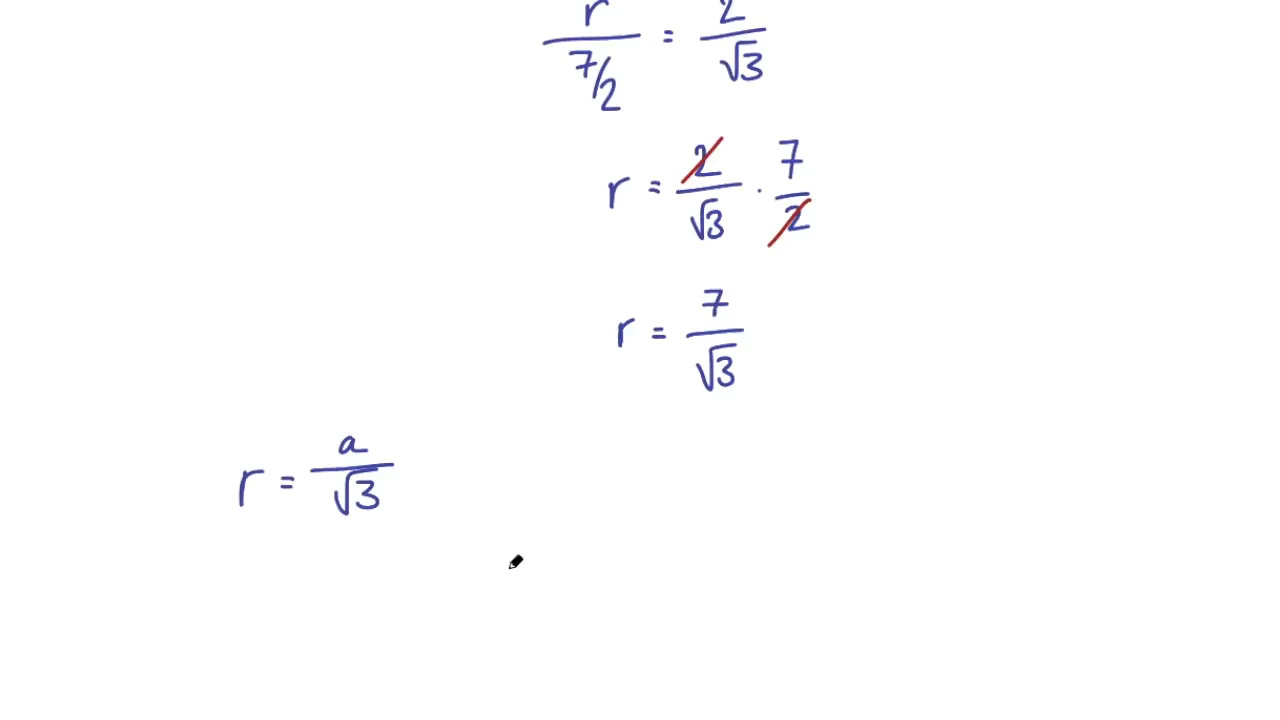 r/(7/2) = 2/√3
r = 2/√3 · 7/2
r = 7/√3
r = a/√3